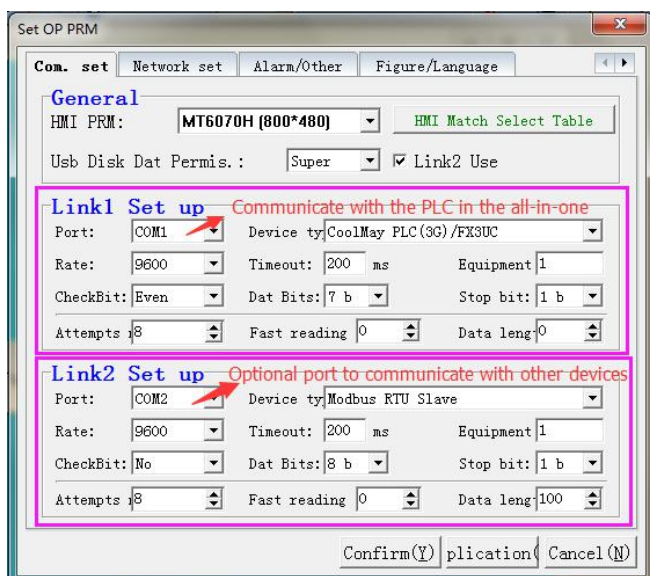 Set OP PRM
Com. set Network set Alarm/Other Figure/Language
General
HMI PRM: MT6070H (800*480) HMI Match Select Table
Usb Disk Dat Permis.: Super Link2 Use
Link1 Set up Communicate with the PLC in the all-in-one
Port: COM1 Device ty CoolMay PLC(3G)/FX3UC
Rate: 9600 Timeout: 200 ms Equipment 1
CheckBit: Even Dat Bits: 7 b Stop bit: 1 b
Attempts 8 Fast reading 0 Data leng 0
Link2 Set up Optional port to communicate with other devices
Port: COM2 Device ty Modbus RTU Slave
Rate: 9600 Timeout: 200 ms Equipment 1
CheckBit: No Dat Bits: 8 b Stop bit: 1 b
Attempts 8 Fast reading 0 Data leng 100
Confirm(Y) plication( Cancel(N)